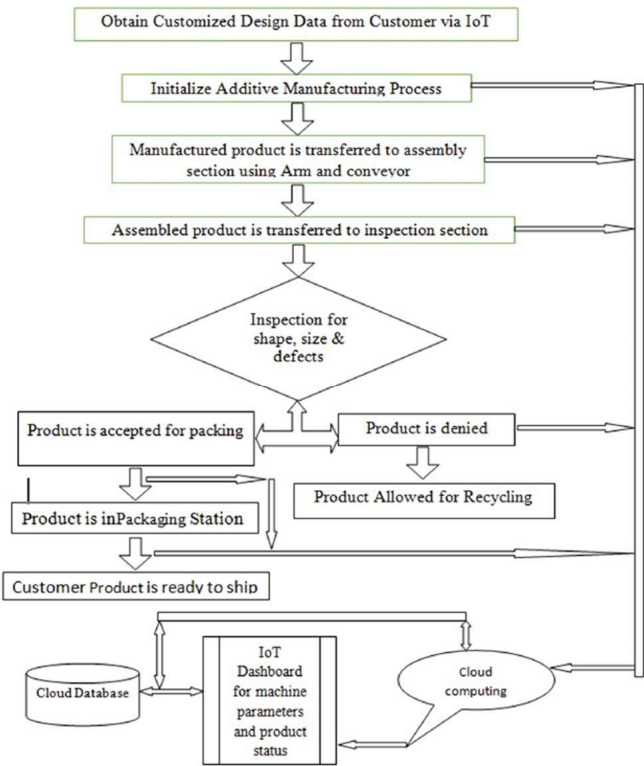 Obtain Customized Design Data from Customer via IoT
Initialize Additive Manufacturing Process
Manufactured product is transferred to assembly
section using Arm and conveyor
Assembled product is transferred to inspection section
Inspection for
shape, size &
defects
Product is accepted for packing
Product is denied
Product Allowed for Recycling
Product is inPackaging Station
Customer Product is ready to ship
Cloud Database
IoT
Dashboard
for machine
parameters
and product
status
Cloud
computing